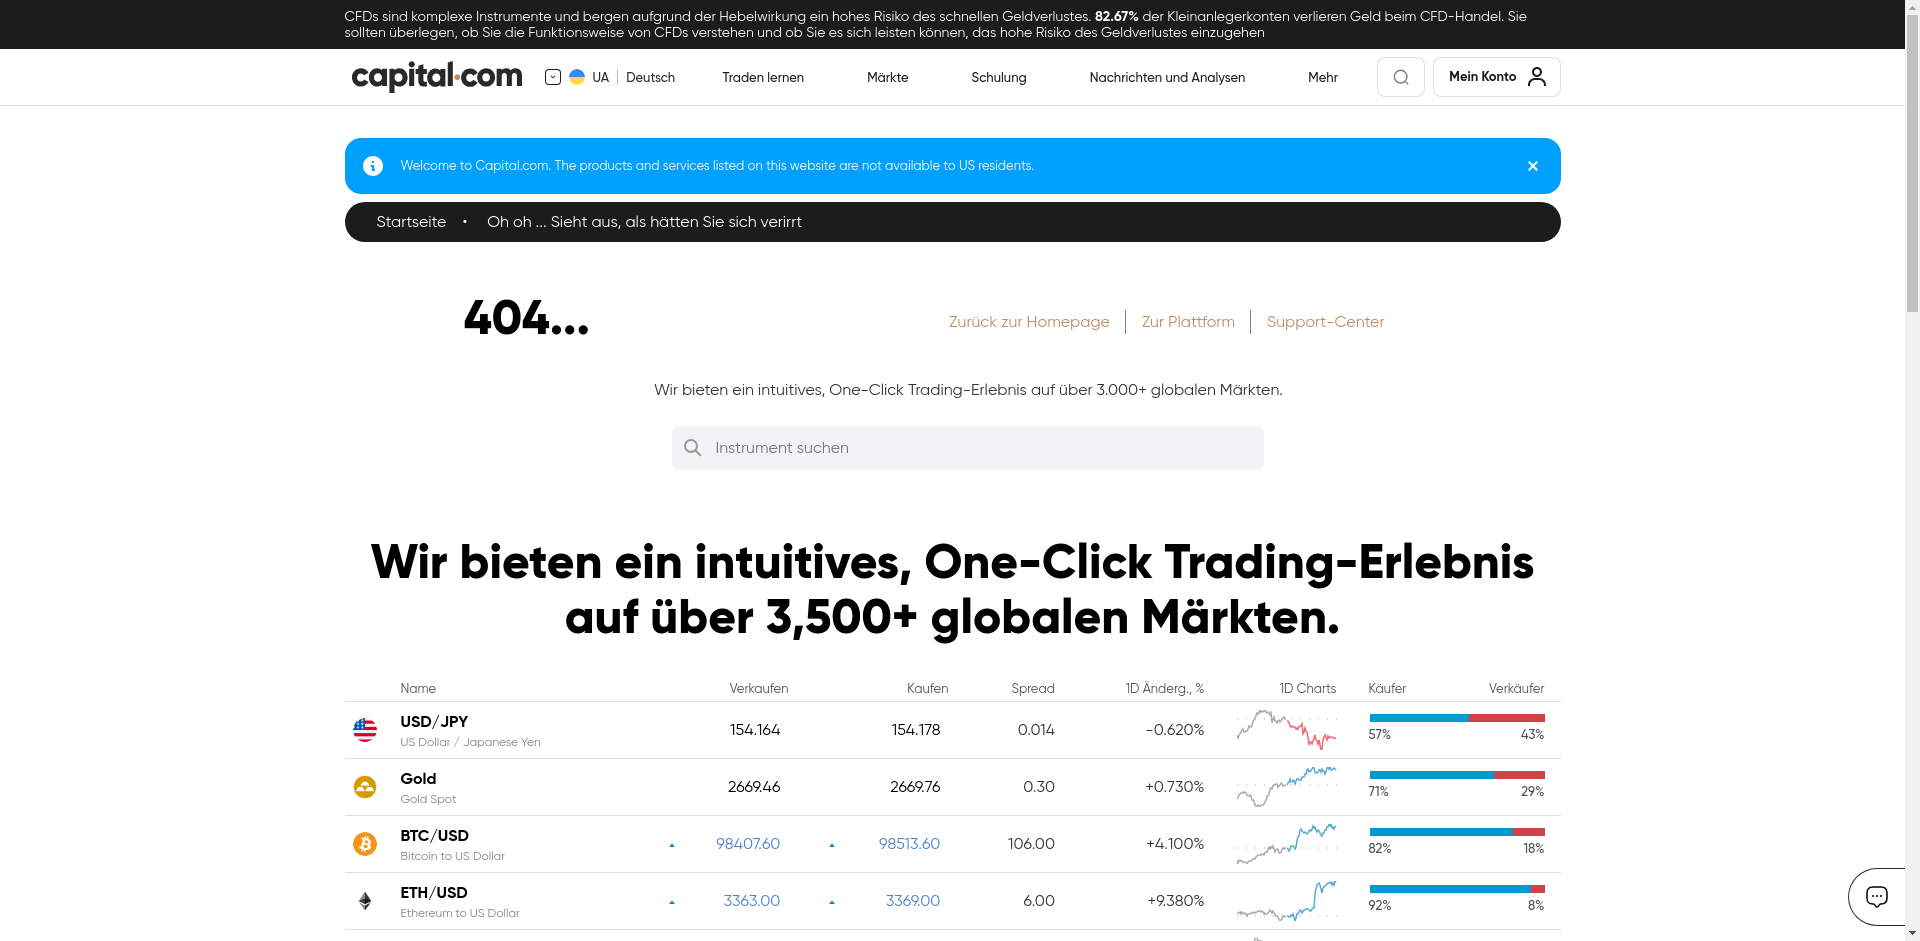 CFDs sind komplexe Instrumente und bergen aufgrund der Hebelwirkung ein hohes Risiko des schnellen Geldverlustes. 82.67% der Kleinanlegerkonten verlieren Geld beim CFD-Handel. Sie
sollten überlegen, ob Sie die Funktionsweise von CFDs verstehen und ob Sie es sich leisten können, das hohe Risiko des Geldverlustes einzugehen
capital.com UA Deutsch Traden lernen Märkte Schulung Nachrichten und Analysen Mehr Mein Konto
Welcome to Capital.com. The products and services listed on this website are not available to US residents.
Startseite • Oh oh ... Sieht aus, als hätten Sie sich verirrt
404...
Zurück zur Homepage Zur Plattform Support-Center
Wir bieten ein intuitives, One-Click Trading-Erlebnis auf über 3.000+ globalen Märkten.
Instrument suchen
Wir bieten ein intuitives, One-Click Trading-Erlebnis
auf über 3,500+ globalen Märkten.
Name Verkaufen Kaufen Spread 1D Änderg., % 1D Charts Käufer Verkäufer
USD/JPY 154.164 154.178 0.014 -0.620% 57% 43%
US Dollar / Japanese Yen
Gold 2669.46 2669.76 0.30 +0.730% 71% 29%
Gold Spot
BTC/USD 98407.60 98513.60 106.00 +4.100% 82% 18%
Bitcoin to US Dollar
ETH/USD 3363.00 3369.00 6.00 +9.380% 92% 8%
Ethereum to US Dollar